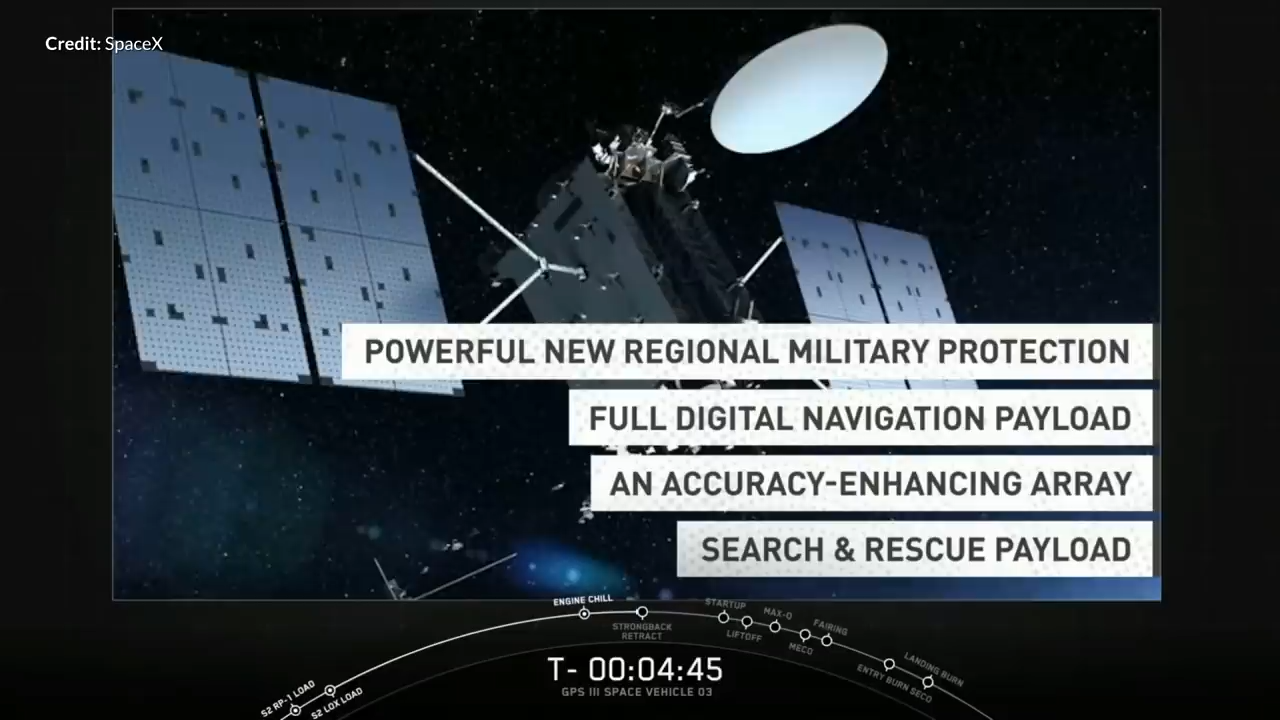 Credit: SpaceX
POWERFUL NEW REGIONAL MILITARY PROTECTION
FULL DIGITAL NAVIGATION PAYLOAD
AN ACCURACY-ENHANCING ARRAY
SEARCH & RESCUE PAYLOAD
S2 RP-1 LOAD
S2 LOX LOAD
ENGINE CHILL
STRONGBACK
RETRACT
STARTUP
LIFTOFF
MAX-Q
MECO
FAIRING
ENTRY BURN SECO
LANDING BURN
T- 00:04:45
GPS III SPACE VEHICLE 03